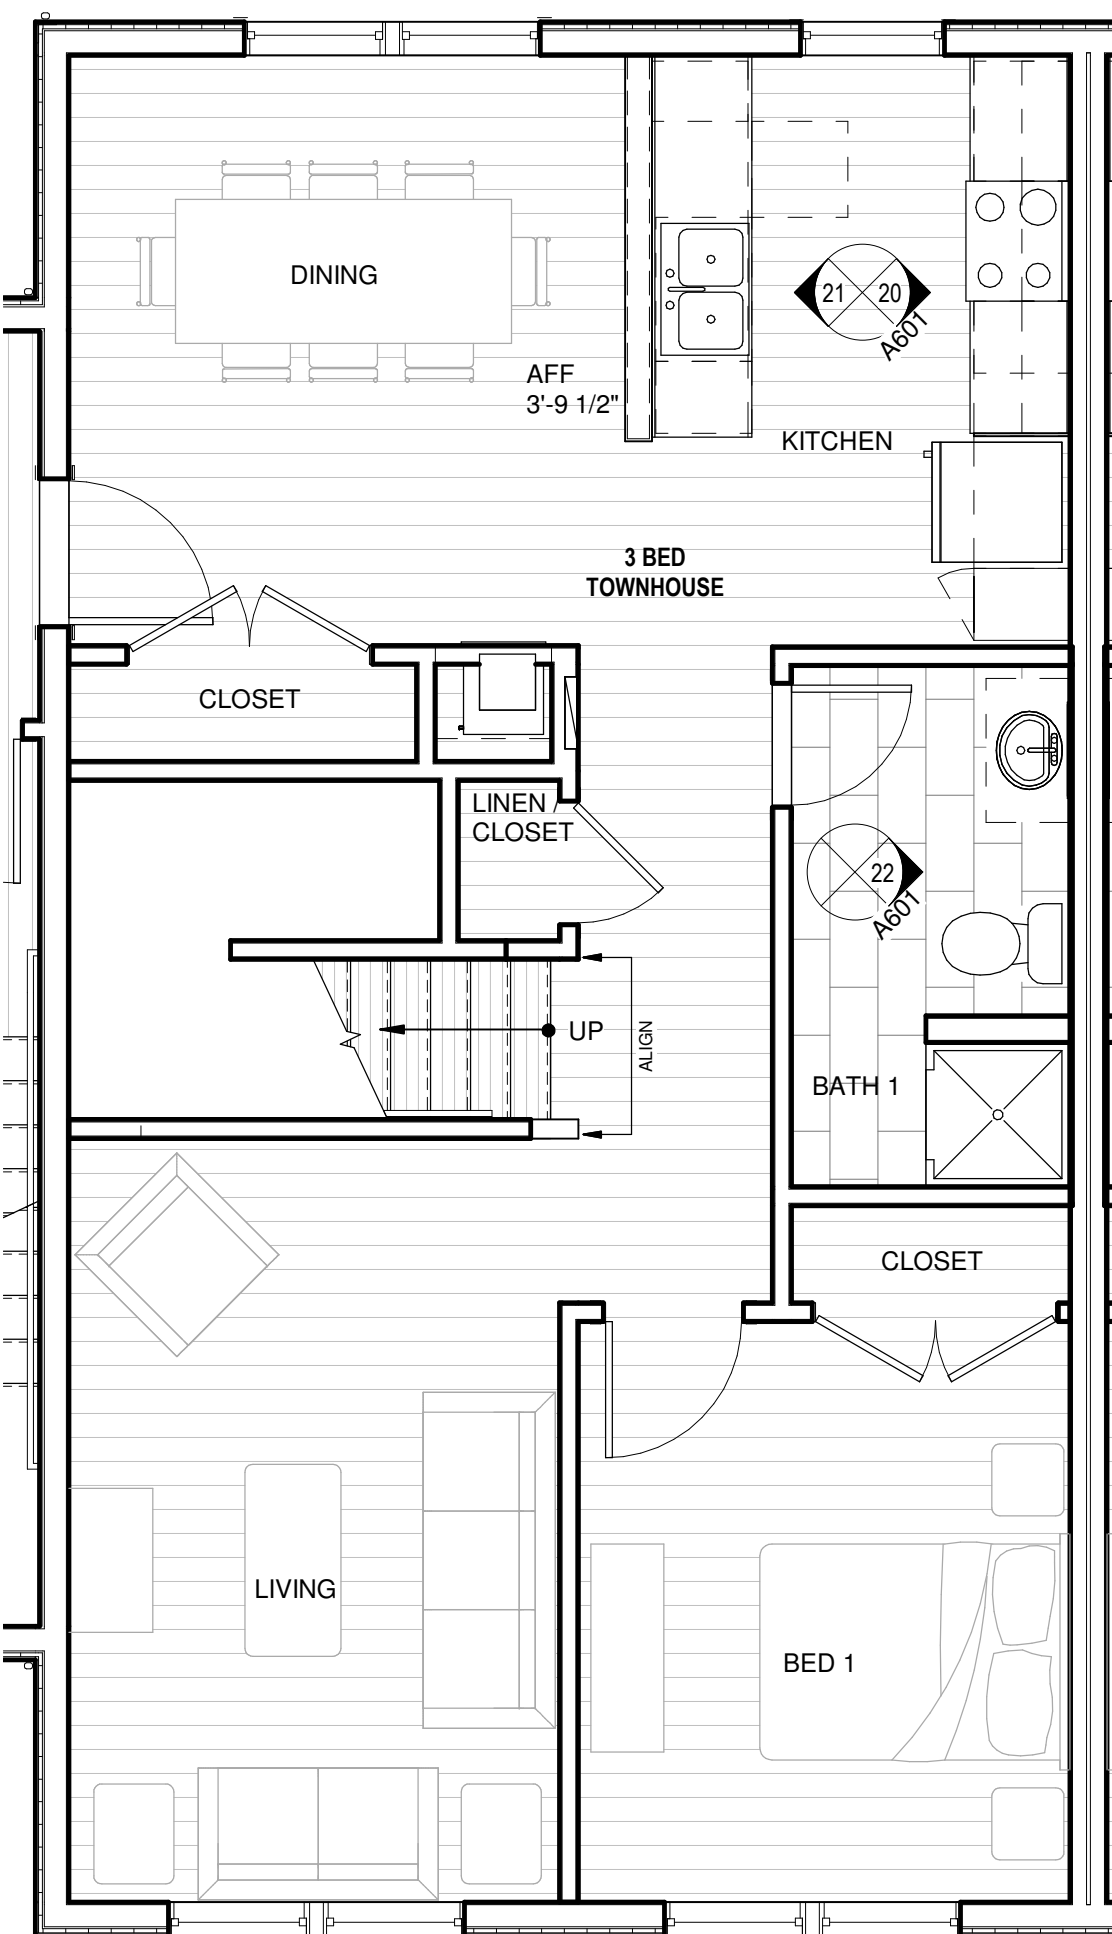 DINING
21 20
A601
AFF
3'-9 1/2"
KITCHEN
3 BED
TOWNHOUSE
CLOSET
LINEN /
CLOSET
22
A601
UP
ALIGN
BATH 1
CLOSET
LIVING
BED 1